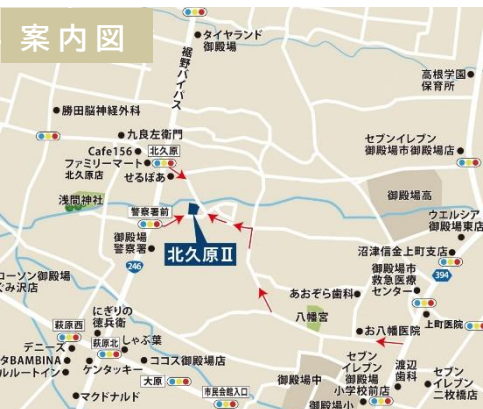 案内図
タイヤランド
御殿場
裾野バイパス
高根学園
保育所
勝田脳神経外科
九良左衛門
Cafe156
北久原
ファミリーマート
北久原店
せるぽあ
セブンイレブン
御殿場市御殿場店
浅間神社
御殿場高
警察署前
ウエルシア
御殿場東店
御殿場
警察署
北久原Ⅱ
沼津信金上町支店
246
御殿場市
救急医療
センター
394
ローソン御殿場
ぐみ沢店
あおぞら歯科
にぎりの
徳兵衛
八幡宮
上町医院
萩原西
お八幡医院
デニーズ
萩原北
しゃぶ葉
タBAMBINA
ココス御殿場店
セブン
イレブン
御殿場
小学校前店
渡辺
歯科
ルルートイン
ケンタッキー
大原
御殿場中
セブン
イレブン
二枚橋店
マクドナルド
市民会館入口
御殿場小